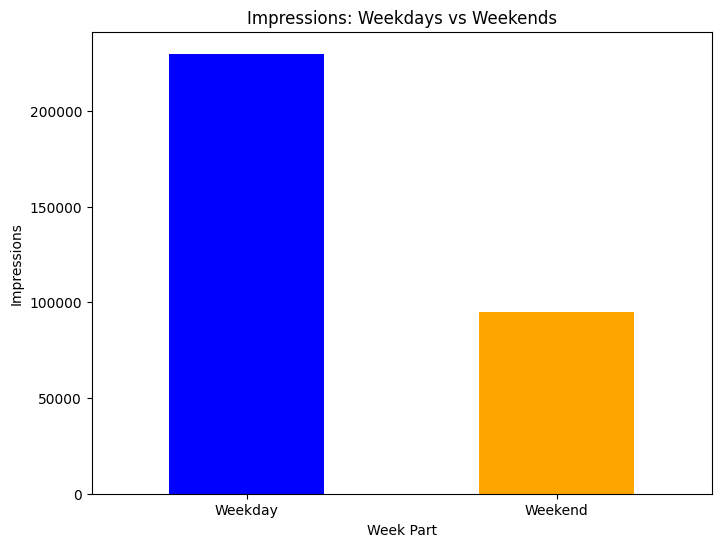 Impressions: Weekdays vs Weekends
Impressions
200000
150000
100000
50000
0
Weekday Weekend
Week Part